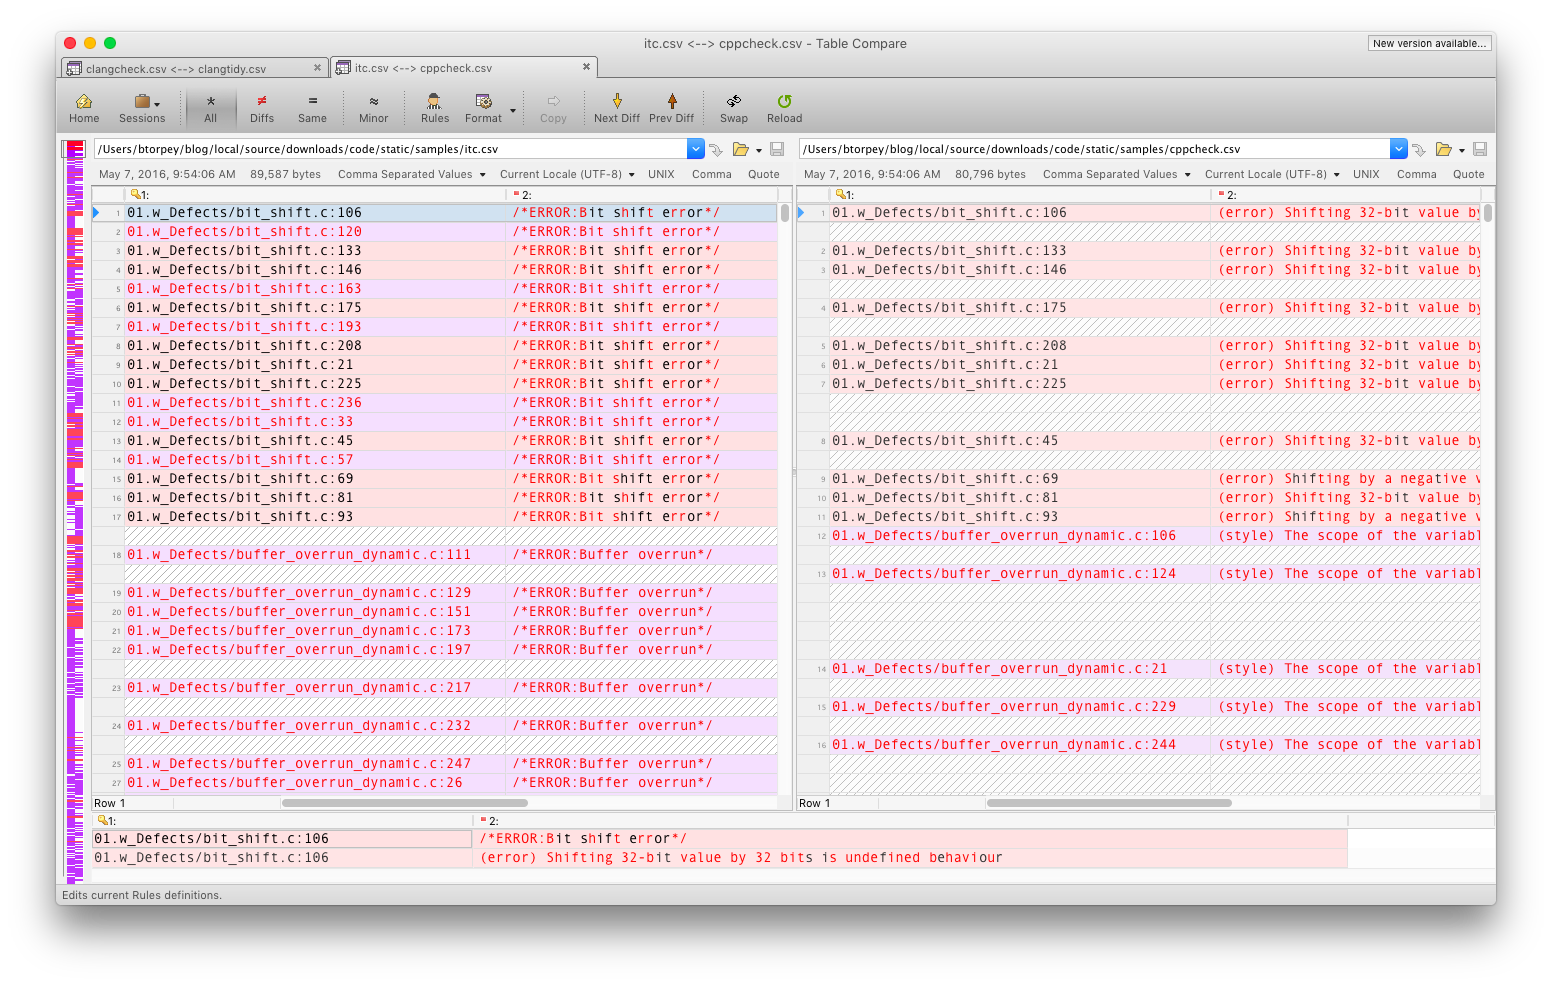 itc.csv <--> cppcheck.csv - Table Compare
New version available...
clangcheck.csv <--> clangtidy.csv
itc.csv <--> cppcheck.csv
Home Sessions All Diffs Same Minor Rules Format Copy Next Diff Prev Diff Swap Reload
/Users/btorpey/blog/local/source/downloads/code/static/samples/itc.csv
May 7, 2016, 9:54:06 AM 89,587 bytes Comma Separated Values Current Locale (UTF-8) UNIX Comma Quote
1: 2:
1 01.w_Defects/bit_shift.c:106 /*ERROR:Bit shift error*/
2 01.w_Defects/bit_shift.c:120 /*ERROR:Bit shift error*/
3 01.w_Defects/bit_shift.c:133 /*ERROR:Bit shift error*/
4 01.w_Defects/bit_shift.c:146 /*ERROR:Bit shift error*/
5 01.w_Defects/bit_shift.c:163 /*ERROR:Bit shift error*/
6 01.w_Defects/bit_shift.c:175 /*ERROR:Bit shift error*/
7 01.w_Defects/bit_shift.c:193 /*ERROR:Bit shift error*/
8 01.w_Defects/bit_shift.c:208 /*ERROR:Bit shift error*/
9 01.w_Defects/bit_shift.c:21 /*ERROR:Bit shift error*/
10 01.w_Defects/bit_shift.c:225 /*ERROR:Bit shift error*/
11 01.w_Defects/bit_shift.c:236 /*ERROR:Bit shift error*/
12 01.w_Defects/bit_shift.c:33 /*ERROR:Bit shift error*/
13 01.w_Defects/bit_shift.c:45 /*ERROR:Bit shift error*/
14 01.w_Defects/bit_shift.c:57 /*ERROR:Bit shift error*/
15 01.w_Defects/bit_shift.c:69 /*ERROR:Bit shift error*/
16 01.w_Defects/bit_shift.c:81 /*ERROR:Bit shift error*/
17 01.w_Defects/bit_shift.c:93 /*ERROR:Bit shift error*/
18 01.w_Defects/buffer_overrun_dynamic.c:111 /*ERROR:Buffer overrun*/
19 01.w_Defects/buffer_overrun_dynamic.c:129 /*ERROR:Buffer overrun*/
20 01.w_Defects/buffer_overrun_dynamic.c:151 /*ERROR:Buffer overrun*/
21 01.w_Defects/buffer_overrun_dynamic.c:173 /*ERROR:Buffer overrun*/
22 01.w_Defects/buffer_overrun_dynamic.c:197 /*ERROR:Buffer overrun*/
23 01.w_Defects/buffer_overrun_dynamic.c:217 /*ERROR:Buffer overrun*/
24 01.w_Defects/buffer_overrun_dynamic.c:232 /*ERROR:Buffer overrun*/
25 01.w_Defects/buffer_overrun_dynamic.c:247 /*ERROR:Buffer overrun*/
27 01.w_Defects/buffer_overrun_dynamic.c:26 /*ERROR:Buffer overrun*/
Row 1
/Users/btorpey/blog/local/source/downloads/code/static/samples/cppcheck.csv
May 7, 2016, 9:54:06 AM 80,796 bytes Comma Separated Values Current Locale (UTF-8) UNIX Comma Quote
1: 2:
1 01.w_Defects/bit_shift.c:106 (error) Shifting 32-bit value by
2 01.w_Defects/bit_shift.c:133 (error) Shifting 32-bit value by
3 01.w_Defects/bit_shift.c:146 (error) Shifting 32-bit value by
4 01.w_Defects/bit_shift.c:175 (error) Shifting 32-bit value by
5 01.w_Defects/bit_shift.c:208 (error) Shifting 32-bit value by
6 01.w_Defects/bit_shift.c:21 (error) Shifting 32-bit value by
7 01.w_Defects/bit_shift.c:225 (error) Shifting 32-bit value by
8 01.w_Defects/bit_shift.c:45 (error) Shifting 32-bit value by
9 01.w_Defects/bit_shift.c:69 (error) Shifting by a negative v
10 01.w_Defects/bit_shift.c:81 (error) Shifting 32-bit value by
11 01.w_Defects/bit_shift.c:93 (error) Shifting by a negative v
12 01.w_Defects/buffer_overrun_dynamic.c:106 (style) The scope of the variabl
13 01.w_Defects/buffer_overrun_dynamic.c:124 (style) The scope of the variabl
14 01.w_Defects/buffer_overrun_dynamic.c:21 (style) The scope of the variabl
15 01.w_Defects/buffer_overrun_dynamic.c:229 (style) The scope of the variabl
16 01.w_Defects/buffer_overrun_dynamic.c:244 (style) The scope of the variabl
Row 1
1: 2:
01.w_Defects/bit_shift.c:106 /*ERROR:Bit shift error*/
01.w_Defects/bit_shift.c:106 (error) Shifting 32-bit value by 32 bits is undefined behaviour
Edits current Rules definitions.